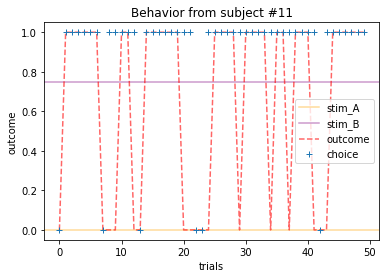 Behavior from subject #11
outcome
1.0
0.8
0.6
0.4
0.2
0.0
stim_A
stim_B
outcome
choice
0 10 20 30 40 50
trials